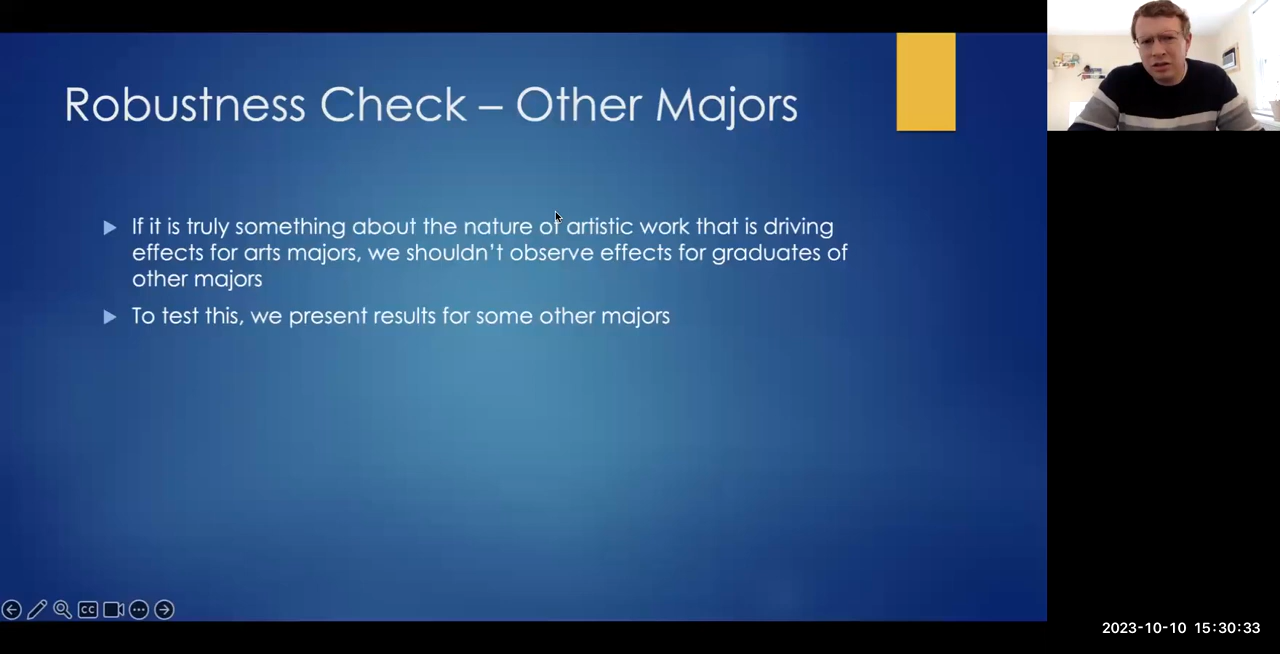 Robustness Check – Other Majors
If it is truly something about the nature of artistic work that is driving
effects for arts majors, we shouldn't observe effects for graduates of
other majors
To test this, we present results for some other majors
CC
2023-10-10 15:30:33